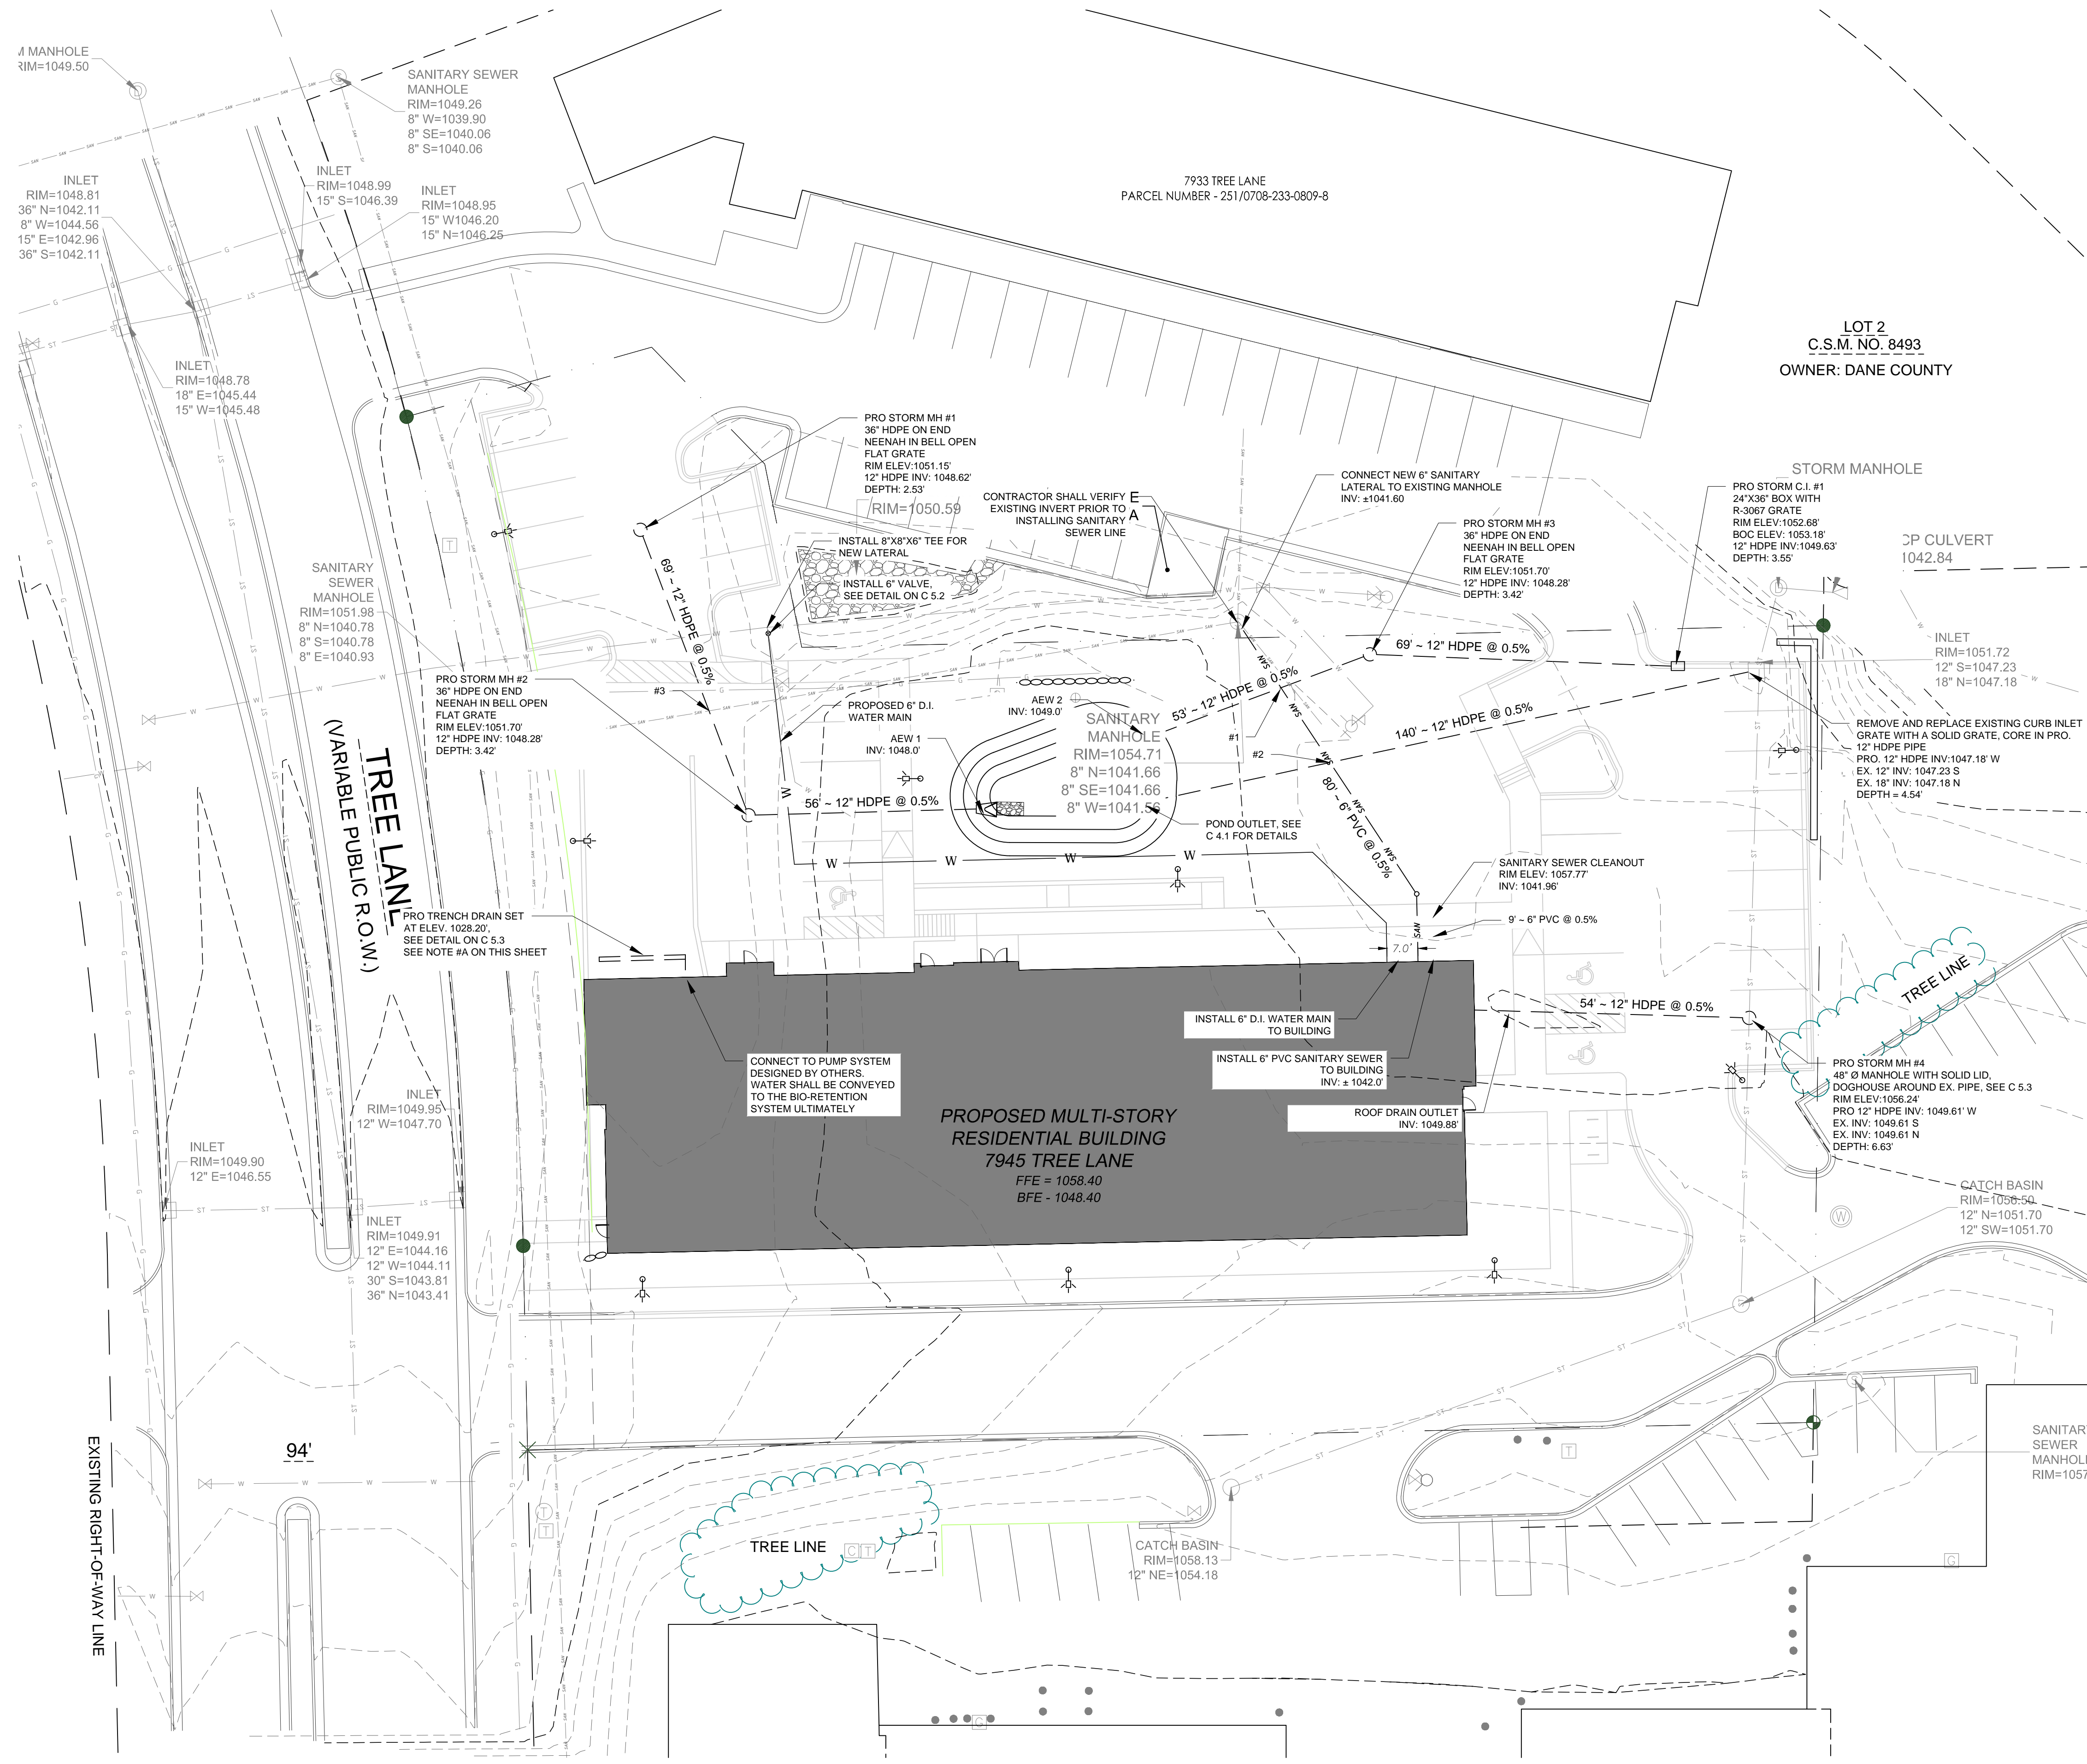 M MANHOLE
RIM=1049.50
SANITARY SEWER
MANHOLE
RIM=1049.26
8" W=1039.90
8" SE=1040.06
8" S=1040.06
INLET
RIM=1048.99
15" S=1046.39
INLET
RIM=1048.95
15" W1046.20
15" N=1046.25
INLET
RIM=1048.81
36" N=1042.11
8" W=1044.56
15" E=1042.96
36" S=1042.11
INLET
RIM=1048.78
18" E=1045.44
15" W=1045.48
7933 TREE LANE
PARCEL NUMBER - 251/0708-233-0809-8
LOT 2
C.S.M. NO. 8493
OWNER: DANE COUNTY
PRO STORM MH #1
36" HDPE ON END
NEENAH IN BELL OPEN
FLAT GRATE
RIM ELEV:1051.15'
12" HDPE INV: 1048.62'
DEPTH: 2.53'
RIM=1050.59
CONTRACTOR SHALL VERIFY
EXISTING INVERT PRIOR TO
INSTALLING SANITARY
SEWER LINE
E
A
CONNECT NEW 6" SANITARY
LATERAL TO EXISTING MANHOLE
INV: ±1041.60
PRO STORM MH #3
36" HDPE ON END
NEENAH IN BELL OPEN
FLAT GRATE
RIM ELEV:1051.70'
12" HDPE INV: 1048.28'
DEPTH: 3.42'
STORM MANHOLE
PRO STORM C.I. #1
24"X36" BOX WITH
R-3067 GRATE
RIM ELEV:1052.68'
BOC ELEV: 1053.18'
12" HDPE INV:1049.63'
DEPTH: 3.55'
CP CULVERT
1042.84
INSTALL 8"X8"X6" TEE FOR
NEW LATERAL
INSTALL 6" VALVE,
SEE DETAIL ON C 5.2
69' ~ 12" HDPE @ 0.5%
SANITARY
SEWER
MANHOLE
RIM=1051.98
8" N=1040.78
8" S=1040.78
8" E=1040.93
INLET
RIM=1051.72
12" S=1047.23
18" N=1047.18
69' ~ 12" HDPE @ 0.5%
53' ~ 12" HDPE @ 0.5%
140' ~ 12" HDPE @ 0.5%
PRO STORM MH #2
36" HDPE ON END
NEENAH IN BELL OPEN
FLAT GRATE
RIM ELEV:1051.70'
12" HDPE INV: 1048.28'
DEPTH: 3.42'
#3
PROPOSED 6" D.I.
WATER MAIN
AEW 2
INV: 1049.0'
AEW 1
INV: 1048.0'
SANITARY
MANHOLE
RIM=1054.71
8" N=1041.66
8" SE=1041.66
8" W=1041.56
#1
#2
REMOVE AND REPLACE EXISTING CURB INLET
GRATE WITH A SOLID GRATE, CORE IN PRO.
12" HDPE PIPE
PRO. 12" HDPE INV:1047.18' W
EX. 12" INV: 1047.23 S
EX. 18" INV: 1047.18 N
DEPTH = 4.54'
TREE LANE
(VARIABLE PUBLIC R.O.W.)
56' ~ 12" HDPE @ 0.5%
80' ~ 6" PVC @ 0.5%
POND OUTLET, SEE
C 4.1 FOR DETAILS
W W W W
SANITARY SEWER CLEANOUT
RIM ELEV: 1057.77'
INV: 1041.96'
9' ~ 6" PVC @ 0.5%
SAN
7.0'
PRO TRENCH DRAIN SET
AT ELEV. 1028.20',
SEE DETAIL ON C 5.3
SEE NOTE #A ON THIS SHEET
TREE LINE
54' ~ 12" HDPE @ 0.5%
INSTALL 6" D.I. WATER MAIN
TO BUILDING
INSTALL 6" PVC SANITARY SEWER
TO BUILDING
INV: ± 1042.0'
CONNECT TO PUMP SYSTEM
DESIGNED BY OTHERS.
WATER SHALL BE CONVEYED
TO THE BIO-RETENTION
SYSTEM ULTIMATELY
ROOF DRAIN OUTLET
INV: 1049.88'
PRO STORM MH #4
48" Ø MANHOLE WITH SOLID LID,
DOGHOUSE AROUND EX. PIPE, SEE C 5.3
RIM ELEV:1056.24'
PRO 12" HDPE INV: 1049.61' W
EX. INV: 1049.61 S
EX. INV: 1049.61 N
DEPTH: 6.63'
PROPOSED MULTI-STORY
RESIDENTIAL BUILDING
7945 TREE LANE
FFE = 1058.40
BFE - 1048.40
INLET
RIM=1049.95
12" W=1047.70
INLET
RIM=1049.90
12" E=1046.55
INLET
RIM=1049.91
12" E=1044.16
12" W=1044.11
30" S=1043.81
36" N=1043.41
CATCH BASIN
RIM=1056.50
12" N=1051.70
12" SW=1051.70
94'
EXISTING RIGHT-OF-WAY LINE
TREE LINE
CATCH BASIN
RIM=1058.13
12" NE=1054.18
SANITAR
SEWER
MANHOL
RIM=1057